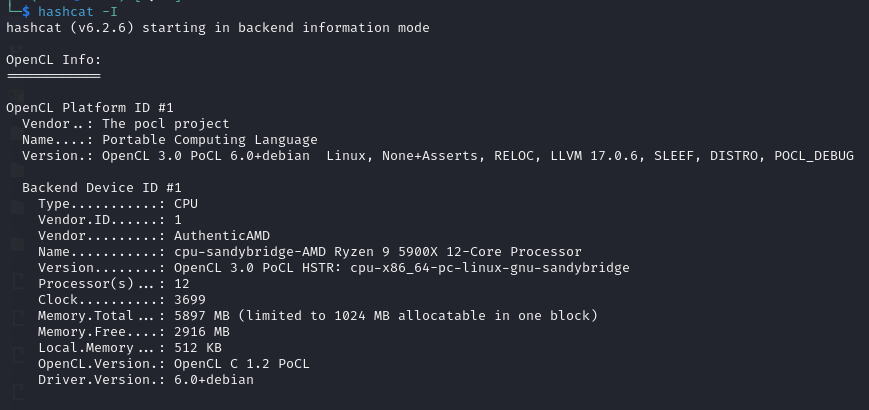 └─$ hashcat -I
hashcat (v6.2.6) starting in backend information mode
OpenCL Info:
============
OpenCL Platform ID #1
Vendor..: The pocl project
Name....: Portable Computing Language
Version.: OpenCL 3.0 PoCL 6.0+debian  Linux, None+Asserts, RELOC, LLVM 17.0.6, SLEEF, DISTRO, POCL_DEBUG
Backend Device ID #1
Type...........: CPU
Vendor.ID......: 1
Vendor.........: AuthenticAMD
Name...........: cpu-sandybridge-AMD Ryzen 9 5900X 12-Core Processor
Version........: OpenCL 3.0 PoCL HSTR: cpu-x86_64-pc-linux-gnu-sandybridge
Processor(s)...: 12
Clock..........: 3699
Memory.Total...: 5897 MB (limited to 1024 MB allocatable in one block)
Memory.Free....: 2916 MB
Local.Memory...: 512 KB
OpenCL.Version.: OpenCL C 1.2 PoCL
Driver.Version.: 6.0+debian